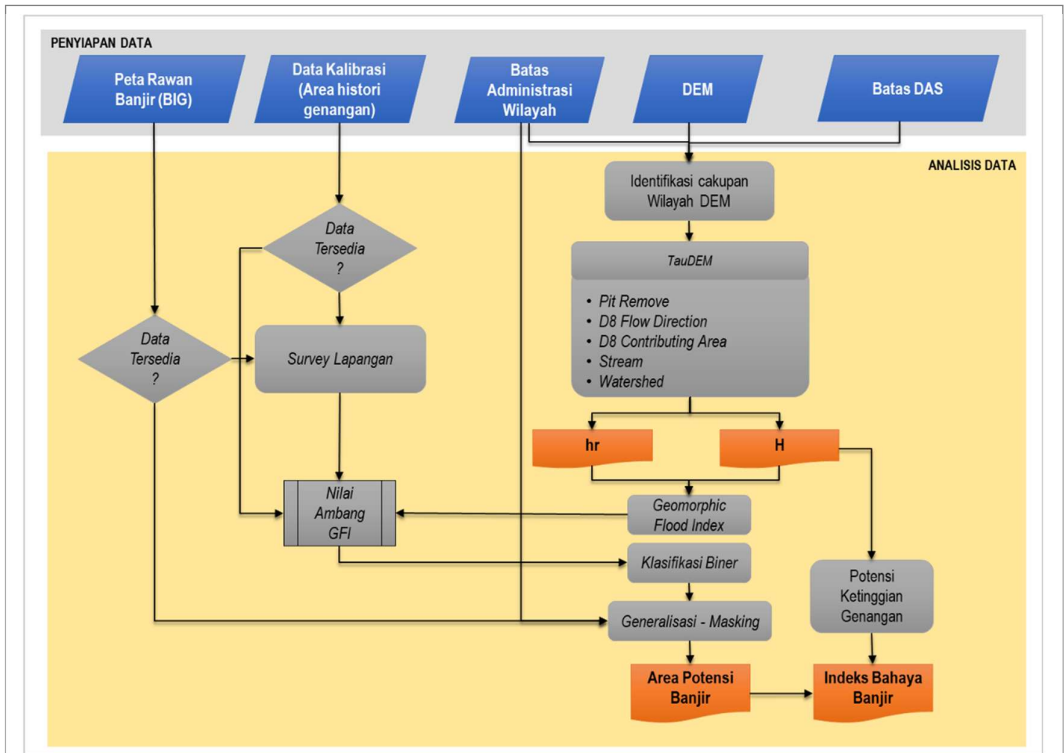 PENYIAPAN DATA
Peta Rawan
Banjir (BIG)
Data Kalibrasi
(Area histori
genangan)
Batas
Administrasi
Wilayah
DEM
Batas DAS
ANALISIS DATA
Identifikasi cakupan
Wilayah DEM
Data
Tersedia
?
TauDEM
• Pit Remove
• D8 Flow Direction
• D8 Contributing Area
• Stream
• Watershed
Data
Tersedia
?
Survey Lapangan
hr
H
Nilai
Ambang
GFI
Geomorphic
Flood Index
Klasifikasi Biner
Potensi
Ketinggian
Genangan
Generalisasi - Masking
Area Potensi
Banjir
Indeks Bahaya
Banjir